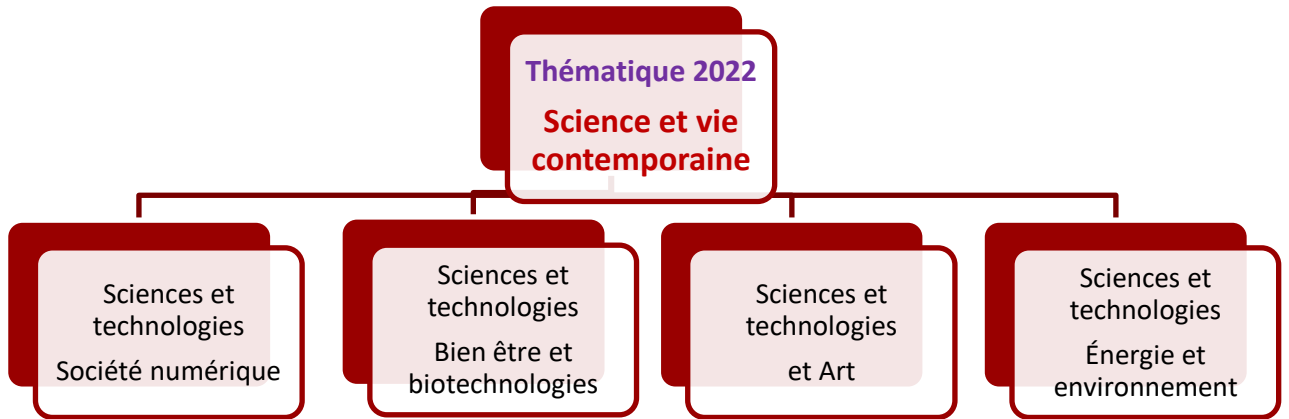 Thématique 2022
Science et vie
contemporaine
Sciences et
technologies
Société numérique
Sciences et
technologies
Bien être et
biotechnologies
Sciences et
technologies
et Art
Sciences et
technologies
Énergie et
environnement